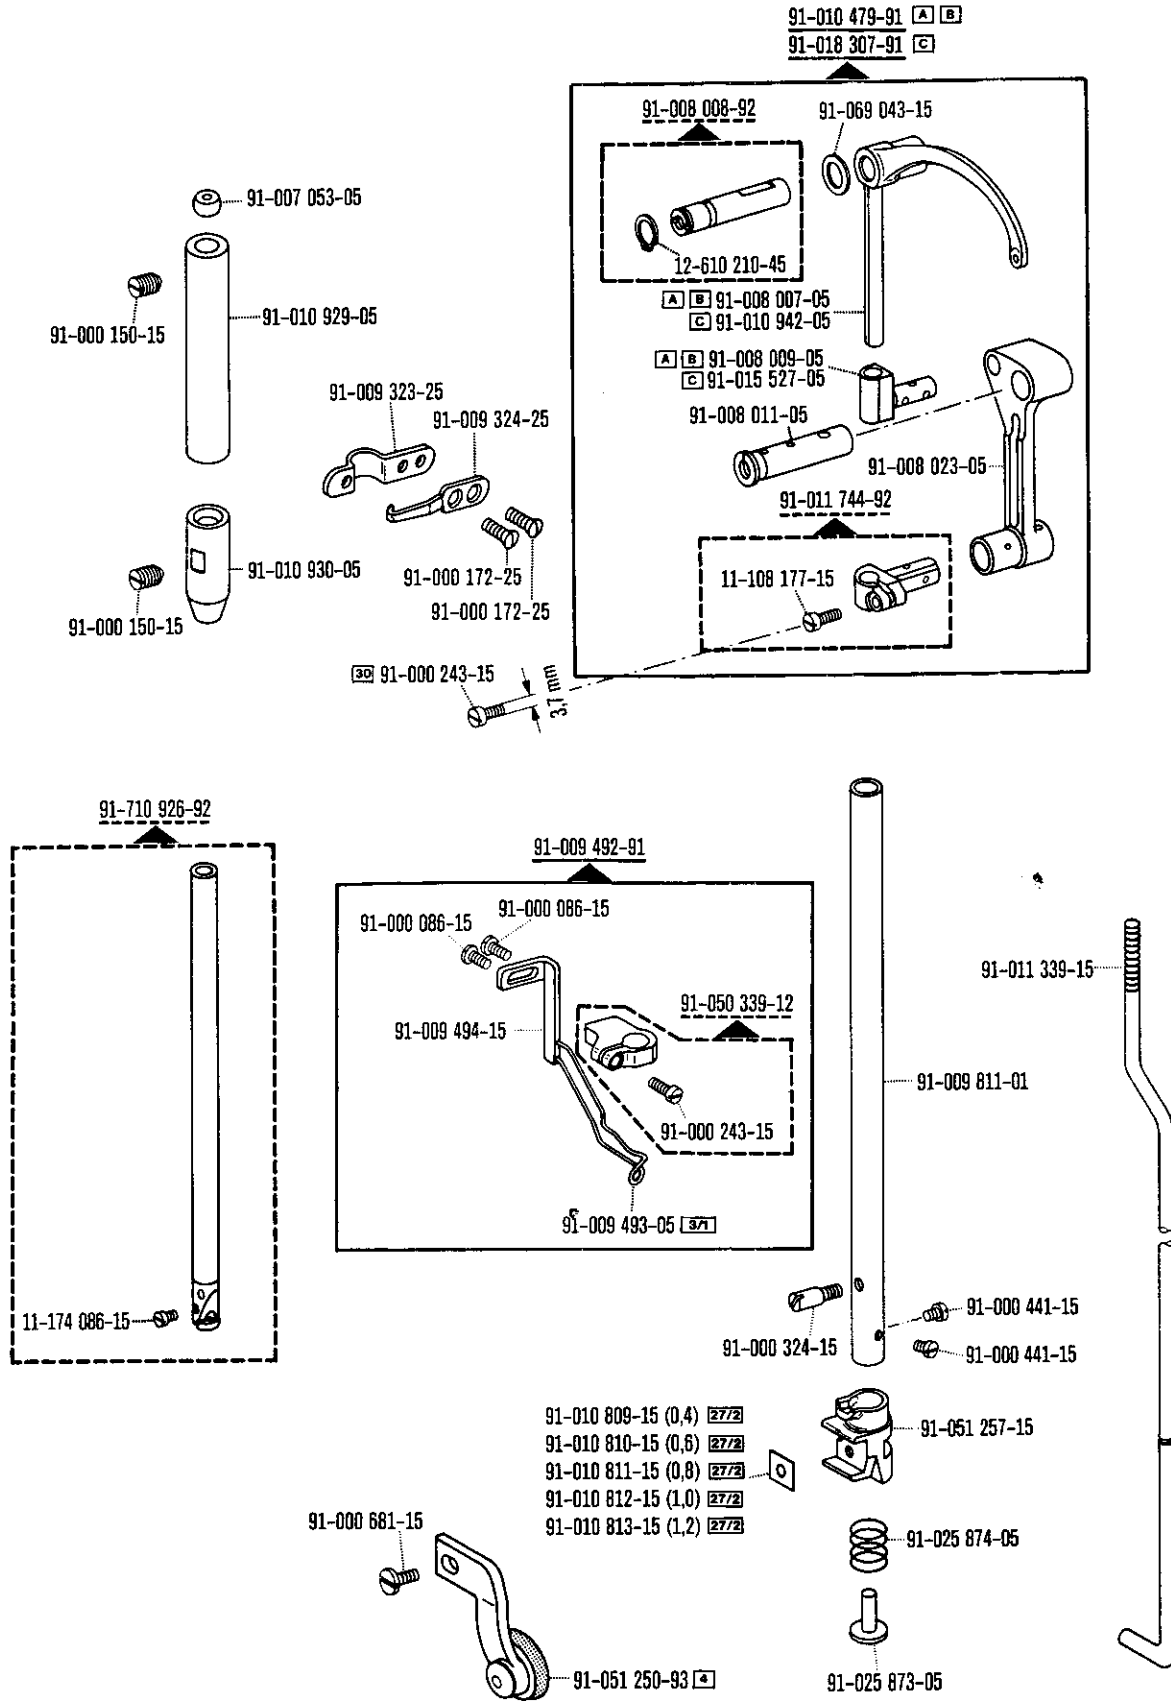 91-010 479-91 A B
91-018 307-91 C
91-008 008-92
91-069 043-15
12-610 210-45
A B 91-008 007-05
C 91-010 942-05
A B 91-008 009-05
C 91-015 527-05
91-008 011-05
91-008 023-05
91-011 744-92
11-108 177-15
91-007 053-05
91-000 150-15
91-010 929-05
91-009 323-25
91-009 324-25
91-010 930-05
91-000 172-25
91-000 172-25
91-000 150-15
30 91-000 243-15
3,7 mm
91-710 926-92
11-174 086-15
91-009 492-91
91-000 086-15
91-000 086-15
91-009 494-15
91-050 339-12
91-000 243-15
91-009 493-05 3/1
91-011 339-15
91-009 811-01
91-000 324-15
91-000 441-15
91-000 441-15
91-010 809-15 (0,4) 27/2
91-010 810-15 (0,6) 27/2
91-010 811-15 (0,8) 27/2
91-010 812-15 (1,0) 27/2
91-010 813-15 (1,2) 27/2
91-051 257-15
91-025 874-05
91-025 873-05
91-000 681-15
91-051 250-93 4